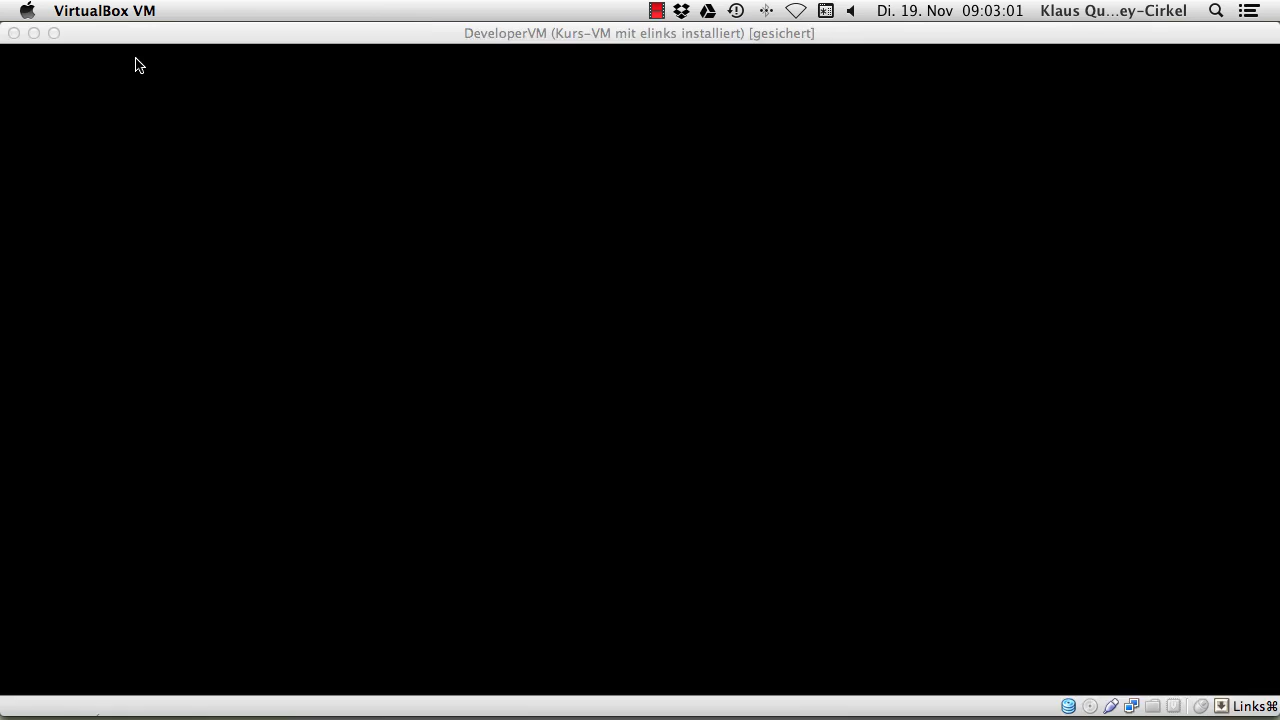 VirtualBox VM
Di. 19. Nov 09:03:01
Klaus Qu...ey-Cirkel
DeveloperVM (Kurs-VM mit elinks installiert) [gesichert]
Links⌘